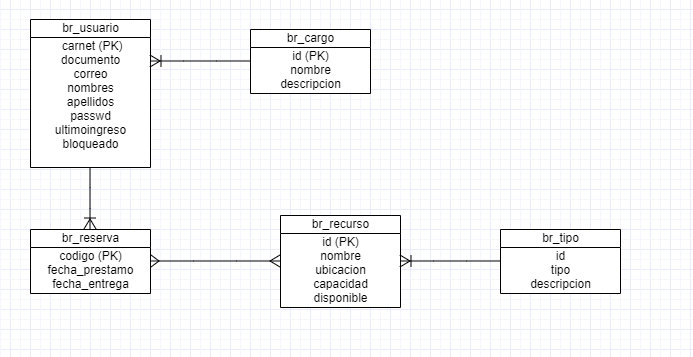 br_usuario
carnet (PK)
documento
correo
nombres
apellidos
passwd
ultimoingreso
bloqueado
br_cargo
id (PK)
nombre
descripcion
br_reserva
codigo (PK)
fecha_prestamo
fecha_entrega
br_recurso
id (PK)
nombre
ubicacion
capacidad
disponible
br_tipo
id
tipo
descripcion